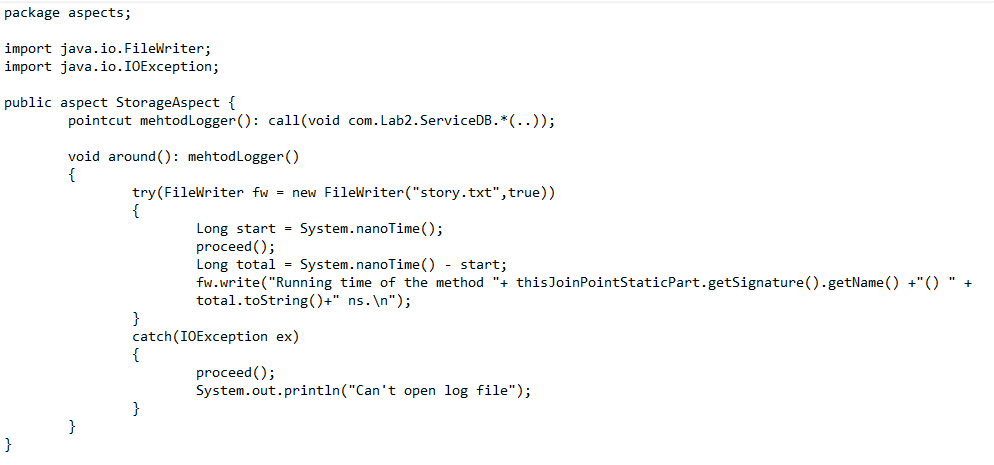 package aspects;
import java.io.FileWriter;
import java.io.IOException;
public aspect StorageAspect {
pointcut mehtodLogger(): call(void com.Lab2.ServiceDB.*(..));
void around(): mehtodLogger()
{
try(FileWriter fw = new FileWriter("story.txt",true))
{
Long start = System.nanoTime();
proceed();
Long total = System.nanoTime() - start;
fw.write("Running time of the method "+ thisJoinPointStaticPart.getSignature().getName() +"() " +
total.toString()+" ns.\n");
}
catch(IOException ex)
{
proceed();
System.out.println("Can't open log file");
}
}
}